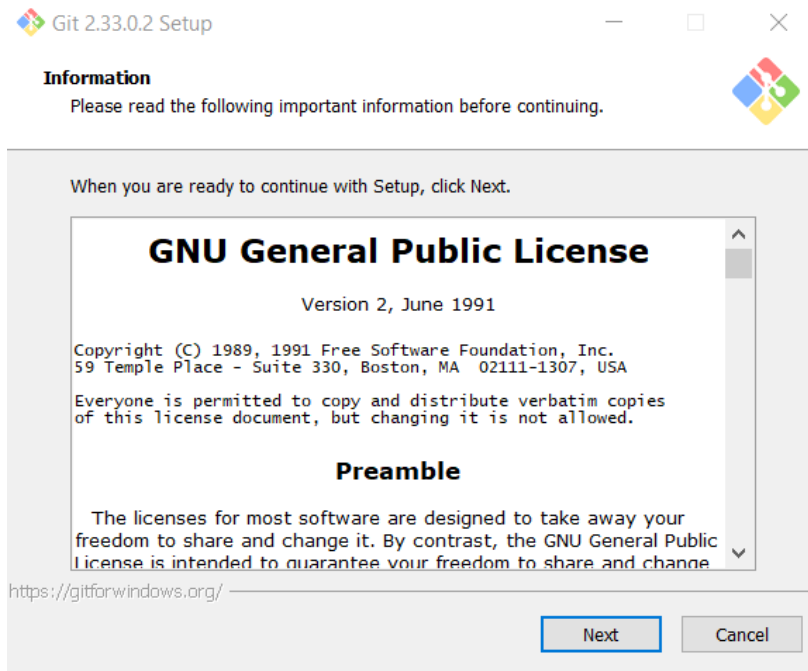 Git 2.33.0.2 Setup
Information
Please read the following important information before continuing.
When you are ready to continue with Setup, click Next.
GNU General Public License
Version 2, June 1991
Copyright (C) 1989, 1991 Free Software Foundation, Inc.
59 Temple Place - Suite 330, Boston, MA  02111-1307, USA
Everyone is permitted to copy and distribute verbatim copies
of this license document, but changing it is not allowed.
Preamble
The licenses for most software are designed to take away your
freedom to share and change it. By contrast, the GNU General Public
License is intended to guarantee your freedom to share and change
https://gitforwindows.org/
Next Cancel